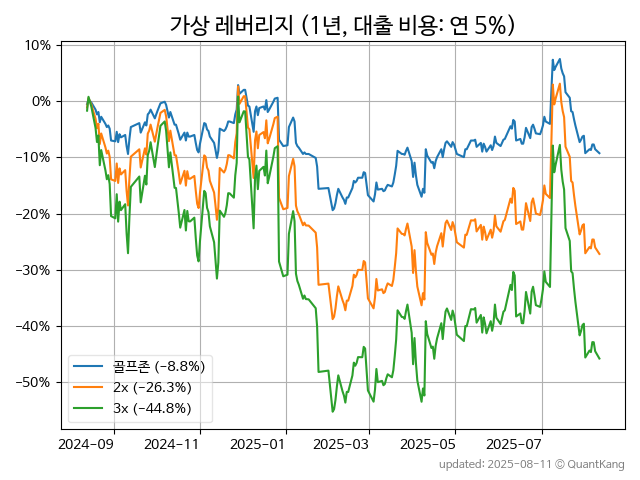 가상 레버리지 (1년, 대출 비용: 연 5%)
10%
0%
−10%
−20%
−30%
−40%
−50%
골프존 (−8.8%)
2x (−26.3%)
3x (−44.8%)
2024-09 2024-11 2025-01 2025-03 2025-05 2025-07
updated: 2025-08-11 © QuantKang